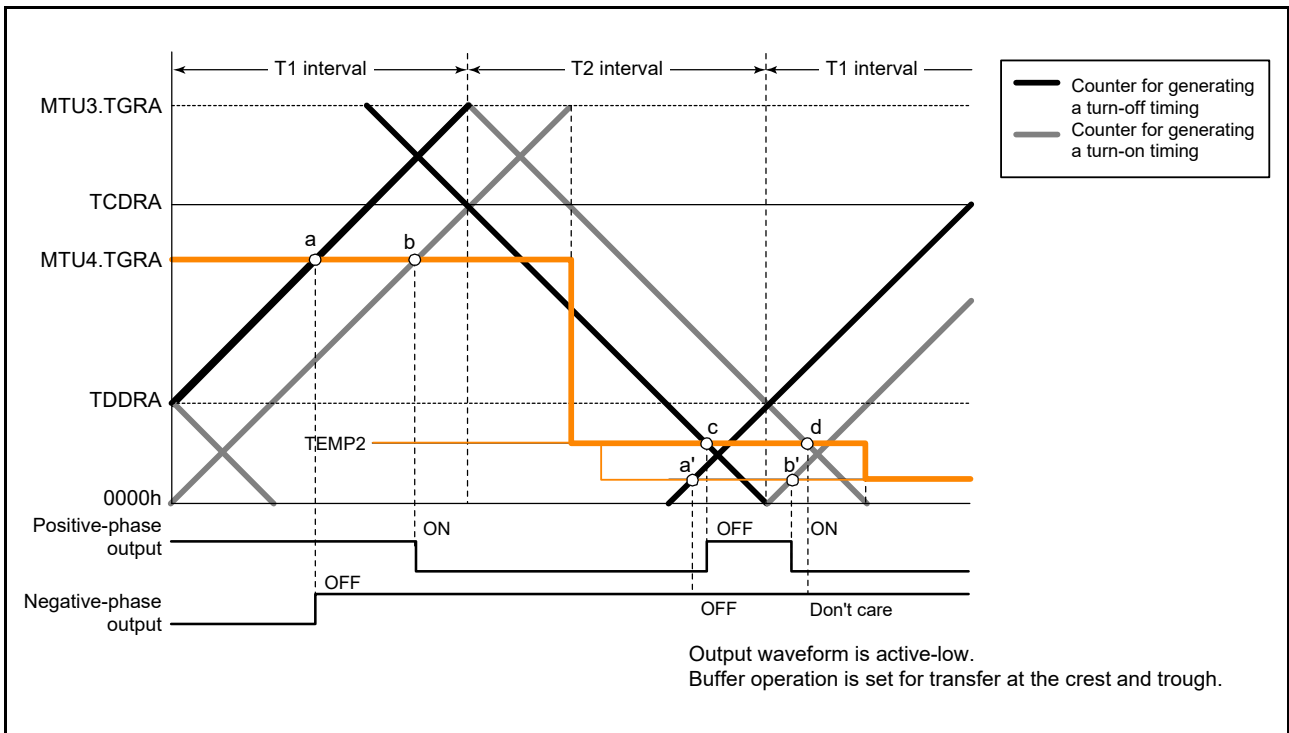 T1 interval
T2 interval
T1 interval
Counter for generating
a turn-off timing
Counter for generating
a turn-on timing
MTU3.TGRA
TCDRA
MTU4.TGRA
a
b
TDDRA
TEMP2
c
d
a'
b'
0000h
Positive-phase
output
ON
OFF
ON
Negative-phase
output
OFF
OFF
Don't care
Output waveform is active-low.
Buffer operation is set for transfer at the crest and trough.